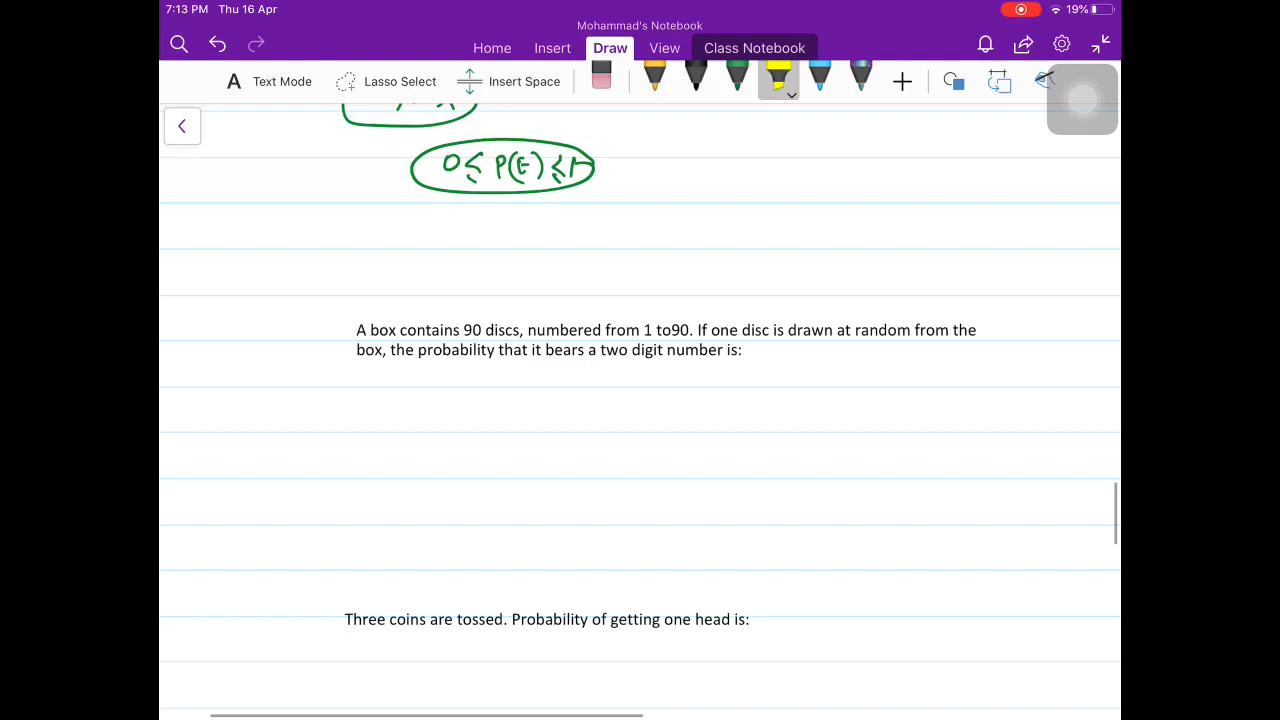 7:13 PM Thu 16 Apr
19%
Mohammad's Notebook
Home Insert Draw View Class Notebook
A Text Mode Lasso Select Insert Space
0 ≤ P(E) ≤ 1
A box contains 90 discs, numbered from 1 to90. If one disc is drawn at random from the
box, the probability that it bears a two digit number is:
Three coins are tossed. Probability of getting one head is: